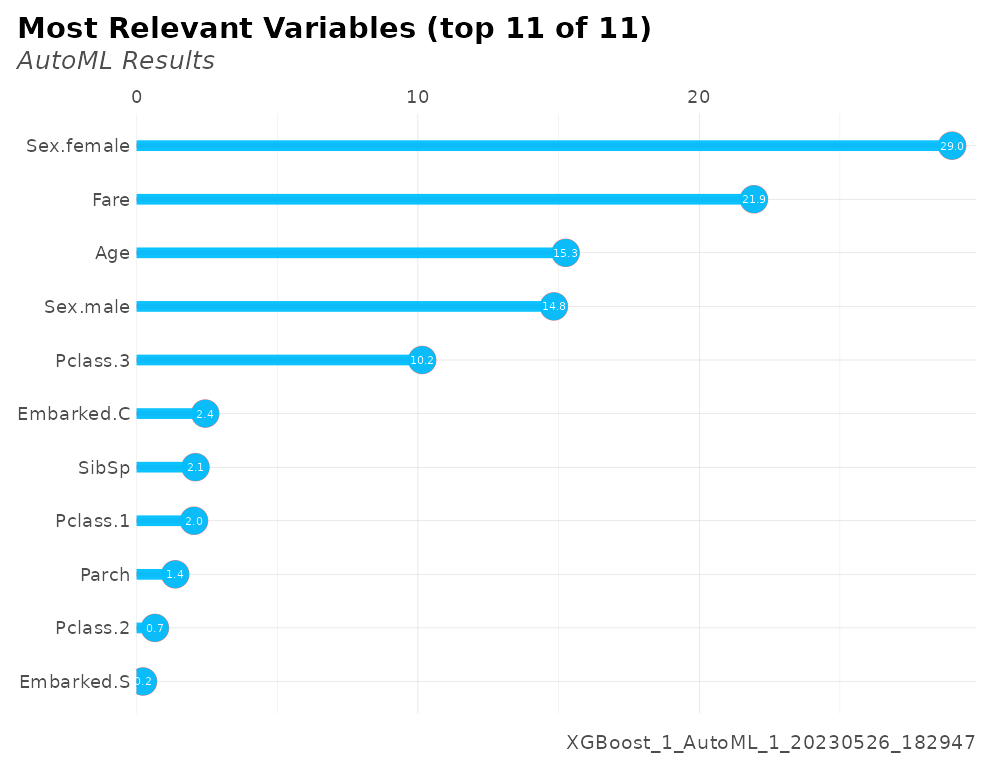 Most Relevant Variables (top 11 of 11)
AutoML Results
0 10 20
Sex.female 29.0
Fare 21.9
Age 15.3
Sex.male 14.8
Pclass.3 10.2
Embarked.C 2.4
SibSp 2.1
Pclass.1 2.0
Parch 1.4
Pclass.2 0.7
Embarked.S 0.2
XGBoost_1_AutoML_1_20230526_182947